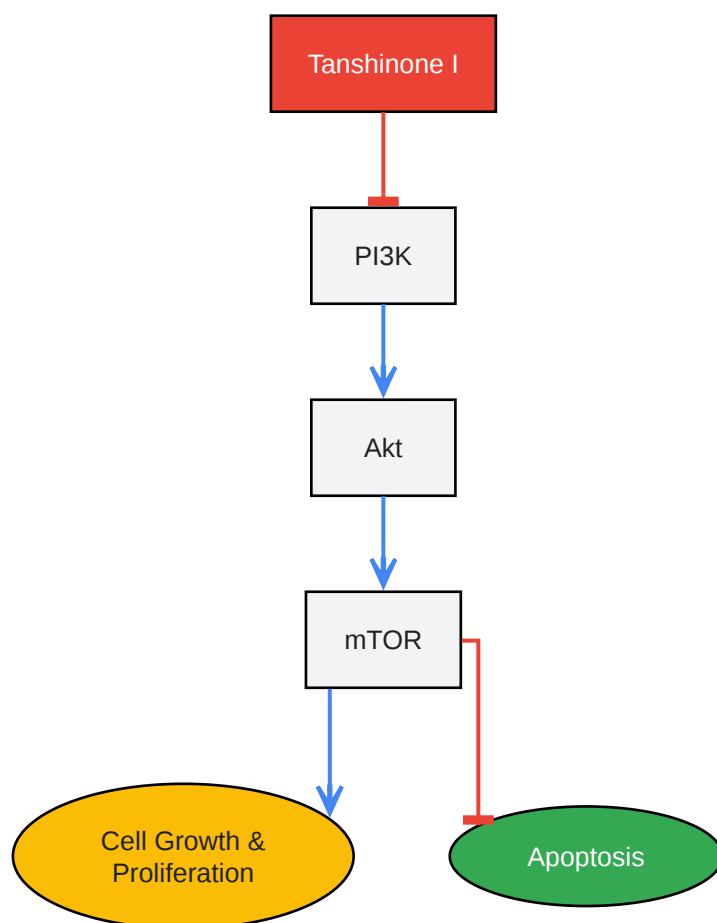 Tanshinone I
PI3K
Akt
mTOR
Cell Growth &
Proliferation
Apoptosis